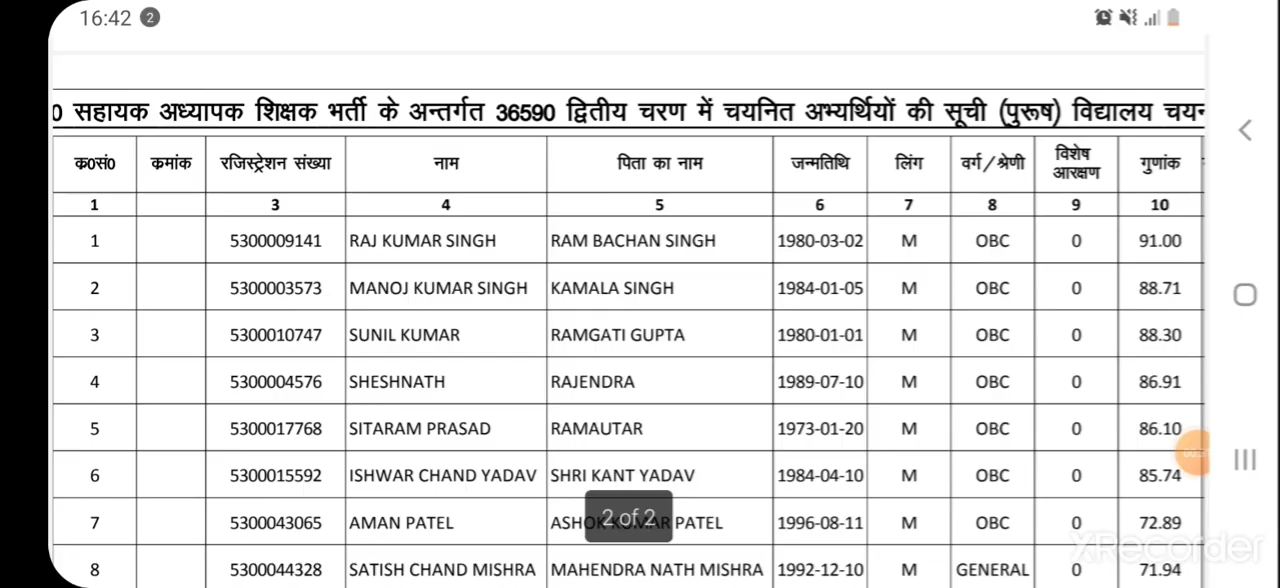 16:42 2
0 सहायक अध्यापक शिक्षक भर्ती के अन्तर्गत 36590 द्वितीय चरण में चयनित अभ्यर्थियों की सूची (पुरूष) विद्यालय चयन
क०सं० कमांक रजिस्ट्रेशन संख्या नाम पिता का नाम जन्मतिथि लिंग वर्ग/श्रेणी विशेष आरक्षण गुणांक
1 3 4 5 6 7 8 9 10
1 5300009141 RAJ KUMAR SINGH RAM BACHAN SINGH 1980-03-02 M OBC 0 91.00
2 5300003573 MANOJ KUMAR SINGH KAMALA SINGH 1984-01-05 M OBC 0 88.71
3 5300010747 SUNIL KUMAR RAMGATI GUPTA 1980-01-01 M OBC 0 88.30
4 5300004576 SHESHNATH RAJENDRA 1989-07-10 M OBC 0 86.91
5 5300017768 SITARAM PRASAD RAMAUTAR 1973-01-20 M OBC 0 86.10
6 5300015592 ISHWAR CHAND YADAV SHRI KANT YADAV 1984-04-10 M OBC 0 85.74
7 5300043065 AMAN PATEL ASHOK KUMAR PATEL 1996-08-11 M OBC 0 72.89
2 of 2
8 5300044328 SATISH CHAND MISHRA MAHENDRA NATH MISHRA 1992-12-10 M GENERAL 0 71.94
XRecorder